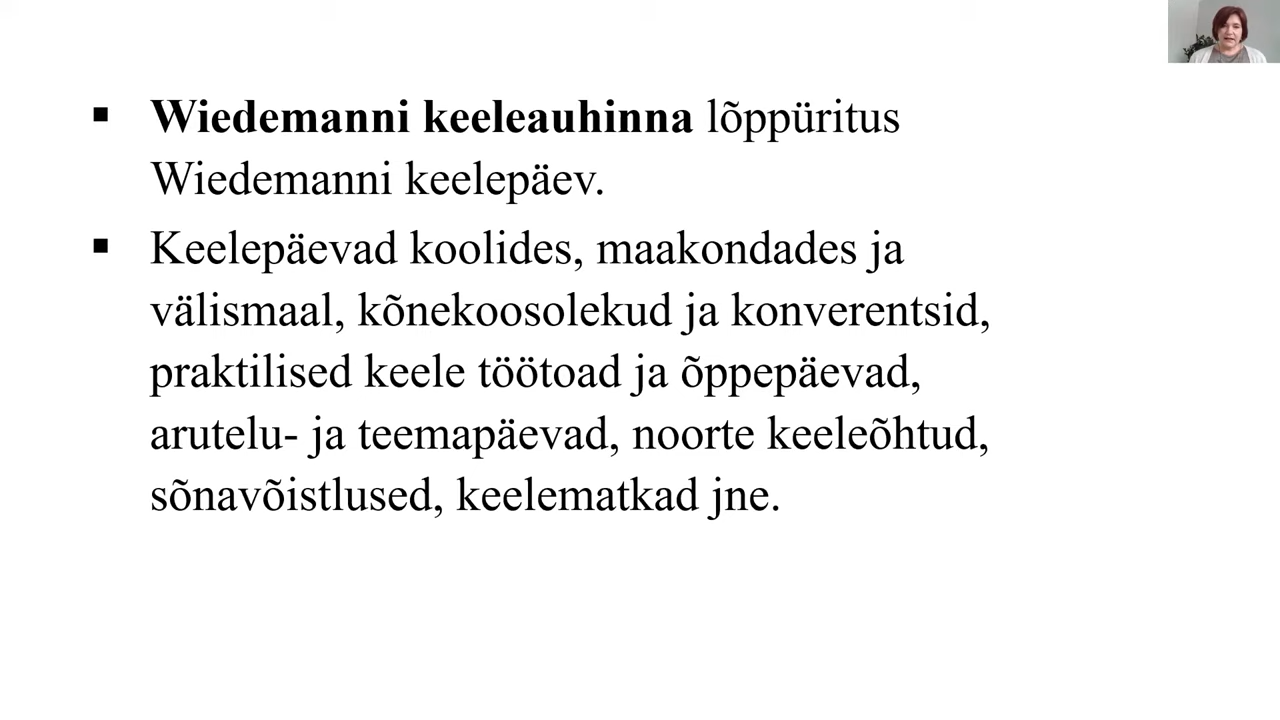 ▪ Wiedemanni keeleauhinna lõppüritus
Wiedemanni keelepäev.
▪ Keelepäevad koolides, maakondades ja
välismaal, kõnekoosolekud ja konverentsid,
praktilised keele töötoad ja õppepäevad,
arutelu- ja teemapäevad, noorte keeleõhtud,
sõnavõistlused, keelematkad jne.